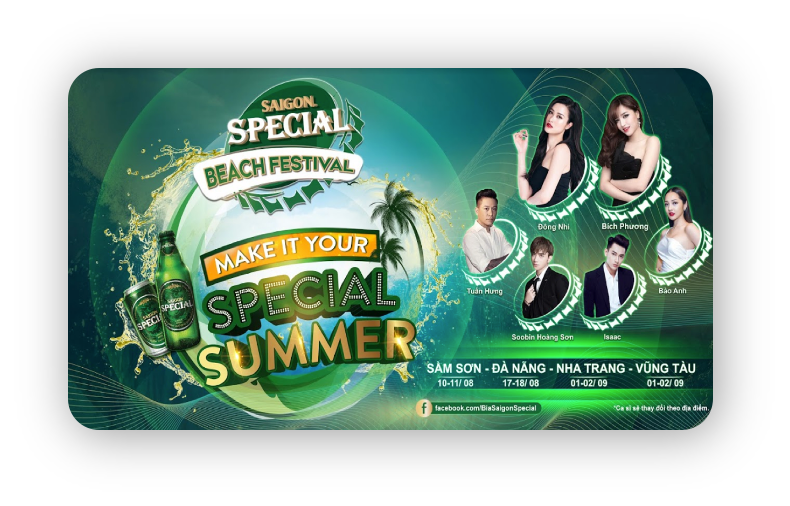 SAIGON
SPECIAL
BEACH FESTIVAL
MAKE IT YOUR
SPECIAL
SUMMER
SAIGON
SPECIAL
Đông Nhi
Bích Phương
Tuấn Hưng
Bảo Anh
Soobin Hoàng Sơn
Isaac
SẦM SƠN - ĐÀ NẴNG - NHA TRANG - VŨNG TÀU
10-11/ 08 17-18/ 08 01-02/ 09 01-02/ 09
f facebook.com/BiaSaigonSpecial
*Ca sĩ sẽ thay đổi theo địa điểm.